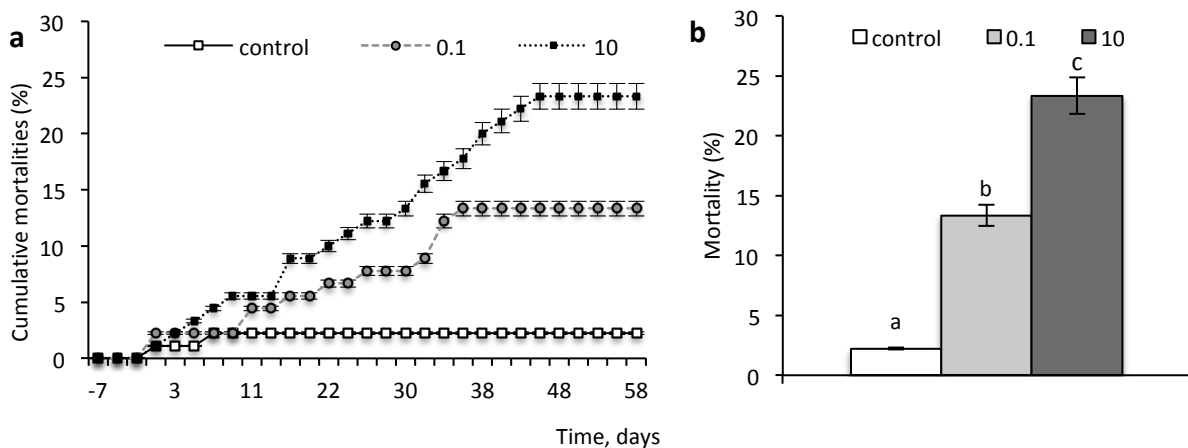 a
control 0.1 10
Cumulative mortalities (%)
30
25
20
15
10
5
0
-7 3 11 22 30 38 48 58
Time, days
b
control 0.1 10
Mortality (%)
30
25
20
15
10
5
0
a
b
c